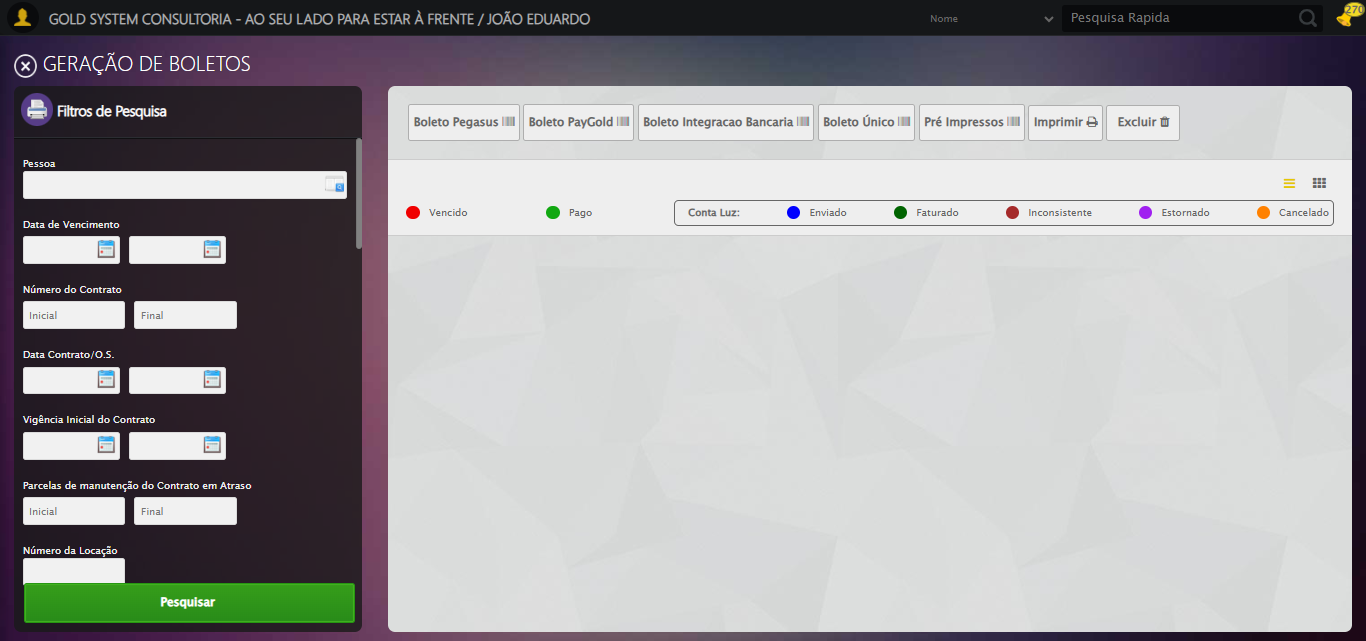 GOLD SYSTEM CONSULTORIA - AO SEU LADO PARA ESTAR À FRENTE / JOÃO EDUARDO
Nome
Pesquisa Rapida
270
GERAÇÃO DE BOLETOS
Filtros de Pesquisa
Pessoa
Data de Vencimento
Número do Contrato
Inicial Final
Data Contrato/O.S.
Vigência Inicial do Contrato
Parcelas de manutenção do Contrato em Atraso
Inicial Final
Número da Locação
Pesquisar
Boleto Pegasus Boleto PayGold Boleto Integracao Bancaria Boleto Único Pré Impressos Imprimir Excluir
Vencido Pago Conta Luz: Enviado Faturado Inconsistente Estornado Cancelado